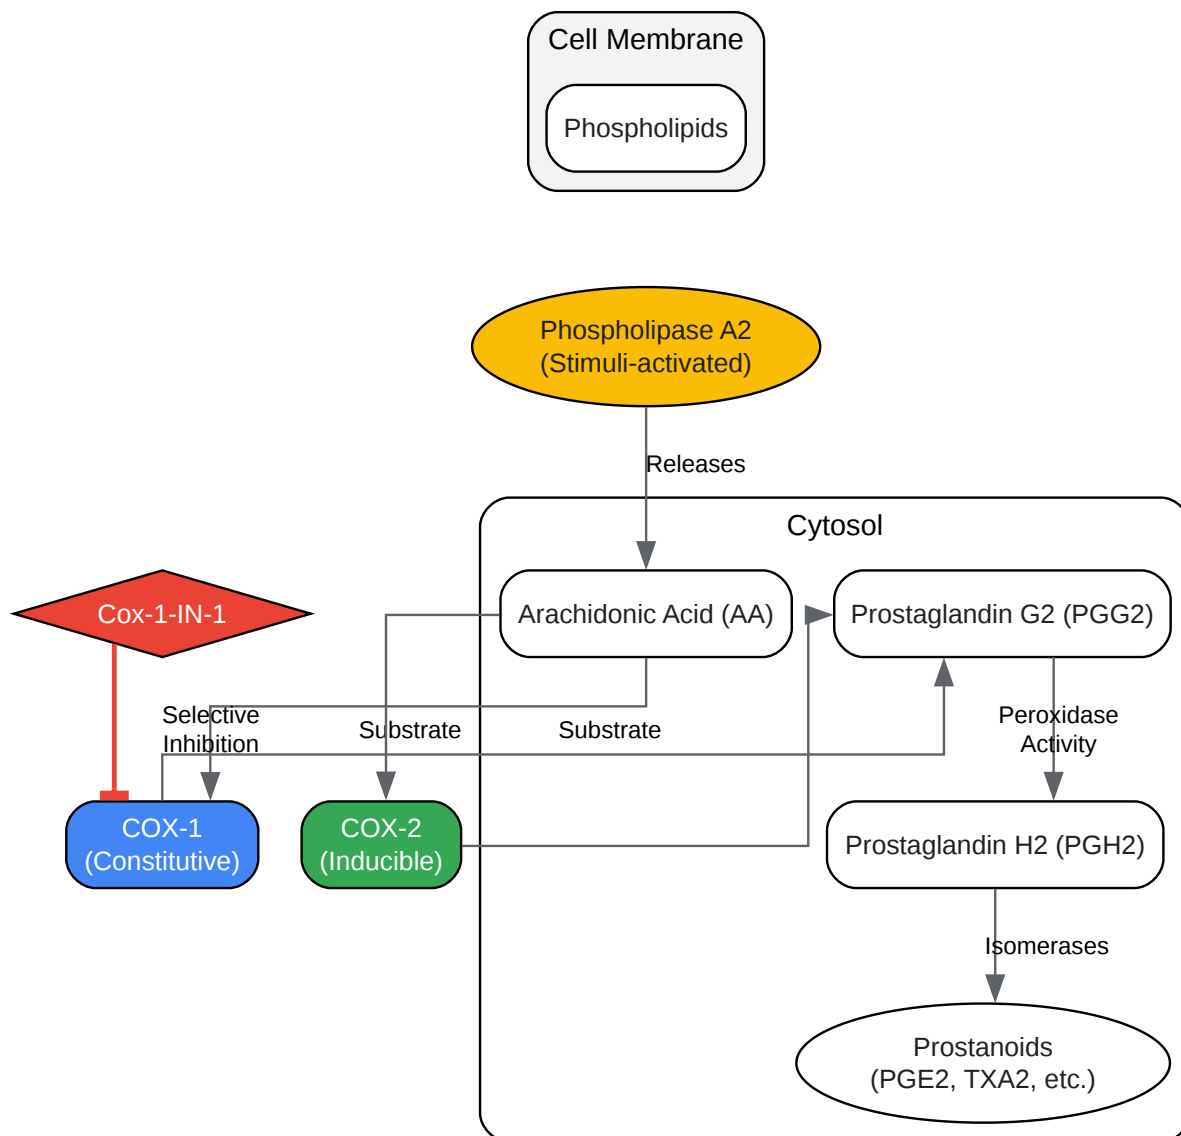 Cell Membrane
Phospholipids
Phospholipase A2
(Stimuli-activated)
Releases
Cytosol
Cox-1-IN-1
Arachidonic Acid (AA)
Prostaglandin G2 (PGG2)
Selective
Inhibition
Substrate
Substrate
Peroxidase
Activity
COX-1
(Constitutive)
COX-2
(Inducible)
Prostaglandin H2 (PGH2)
Isomerases
Prostanoids
(PGE2, TXA2, etc.)